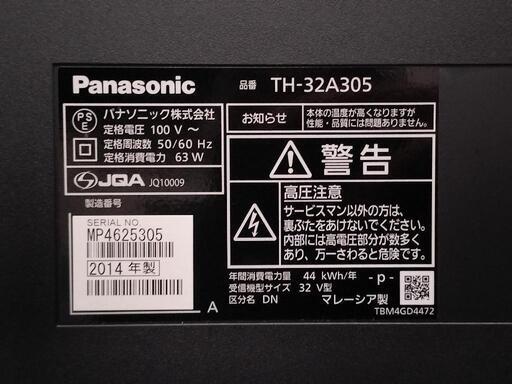 Panasonic
品番 TH-32A305
PS
E
パナソニック株式会社
定格電圧 100 V ～
定格周波数 50/60 Hz
定格消費電力 63 W
JQA JQ10009
製造番号
SERIAL NO.
MP4625305
2014 年製
A
お知らせ
本体の温度が高くなりますが
性能・品質には問題ありません。
警告
高圧注意
サービスマン以外の方は、
裏ぶたをあけないでください。
内部には高電圧部分が数多く
あり、万一さわると危険です。
年間消費電力量 44 kWh/年
受信機型サイズ 32 V型
区分名 DN
-p-
マレーシア製
TBM4GD4472